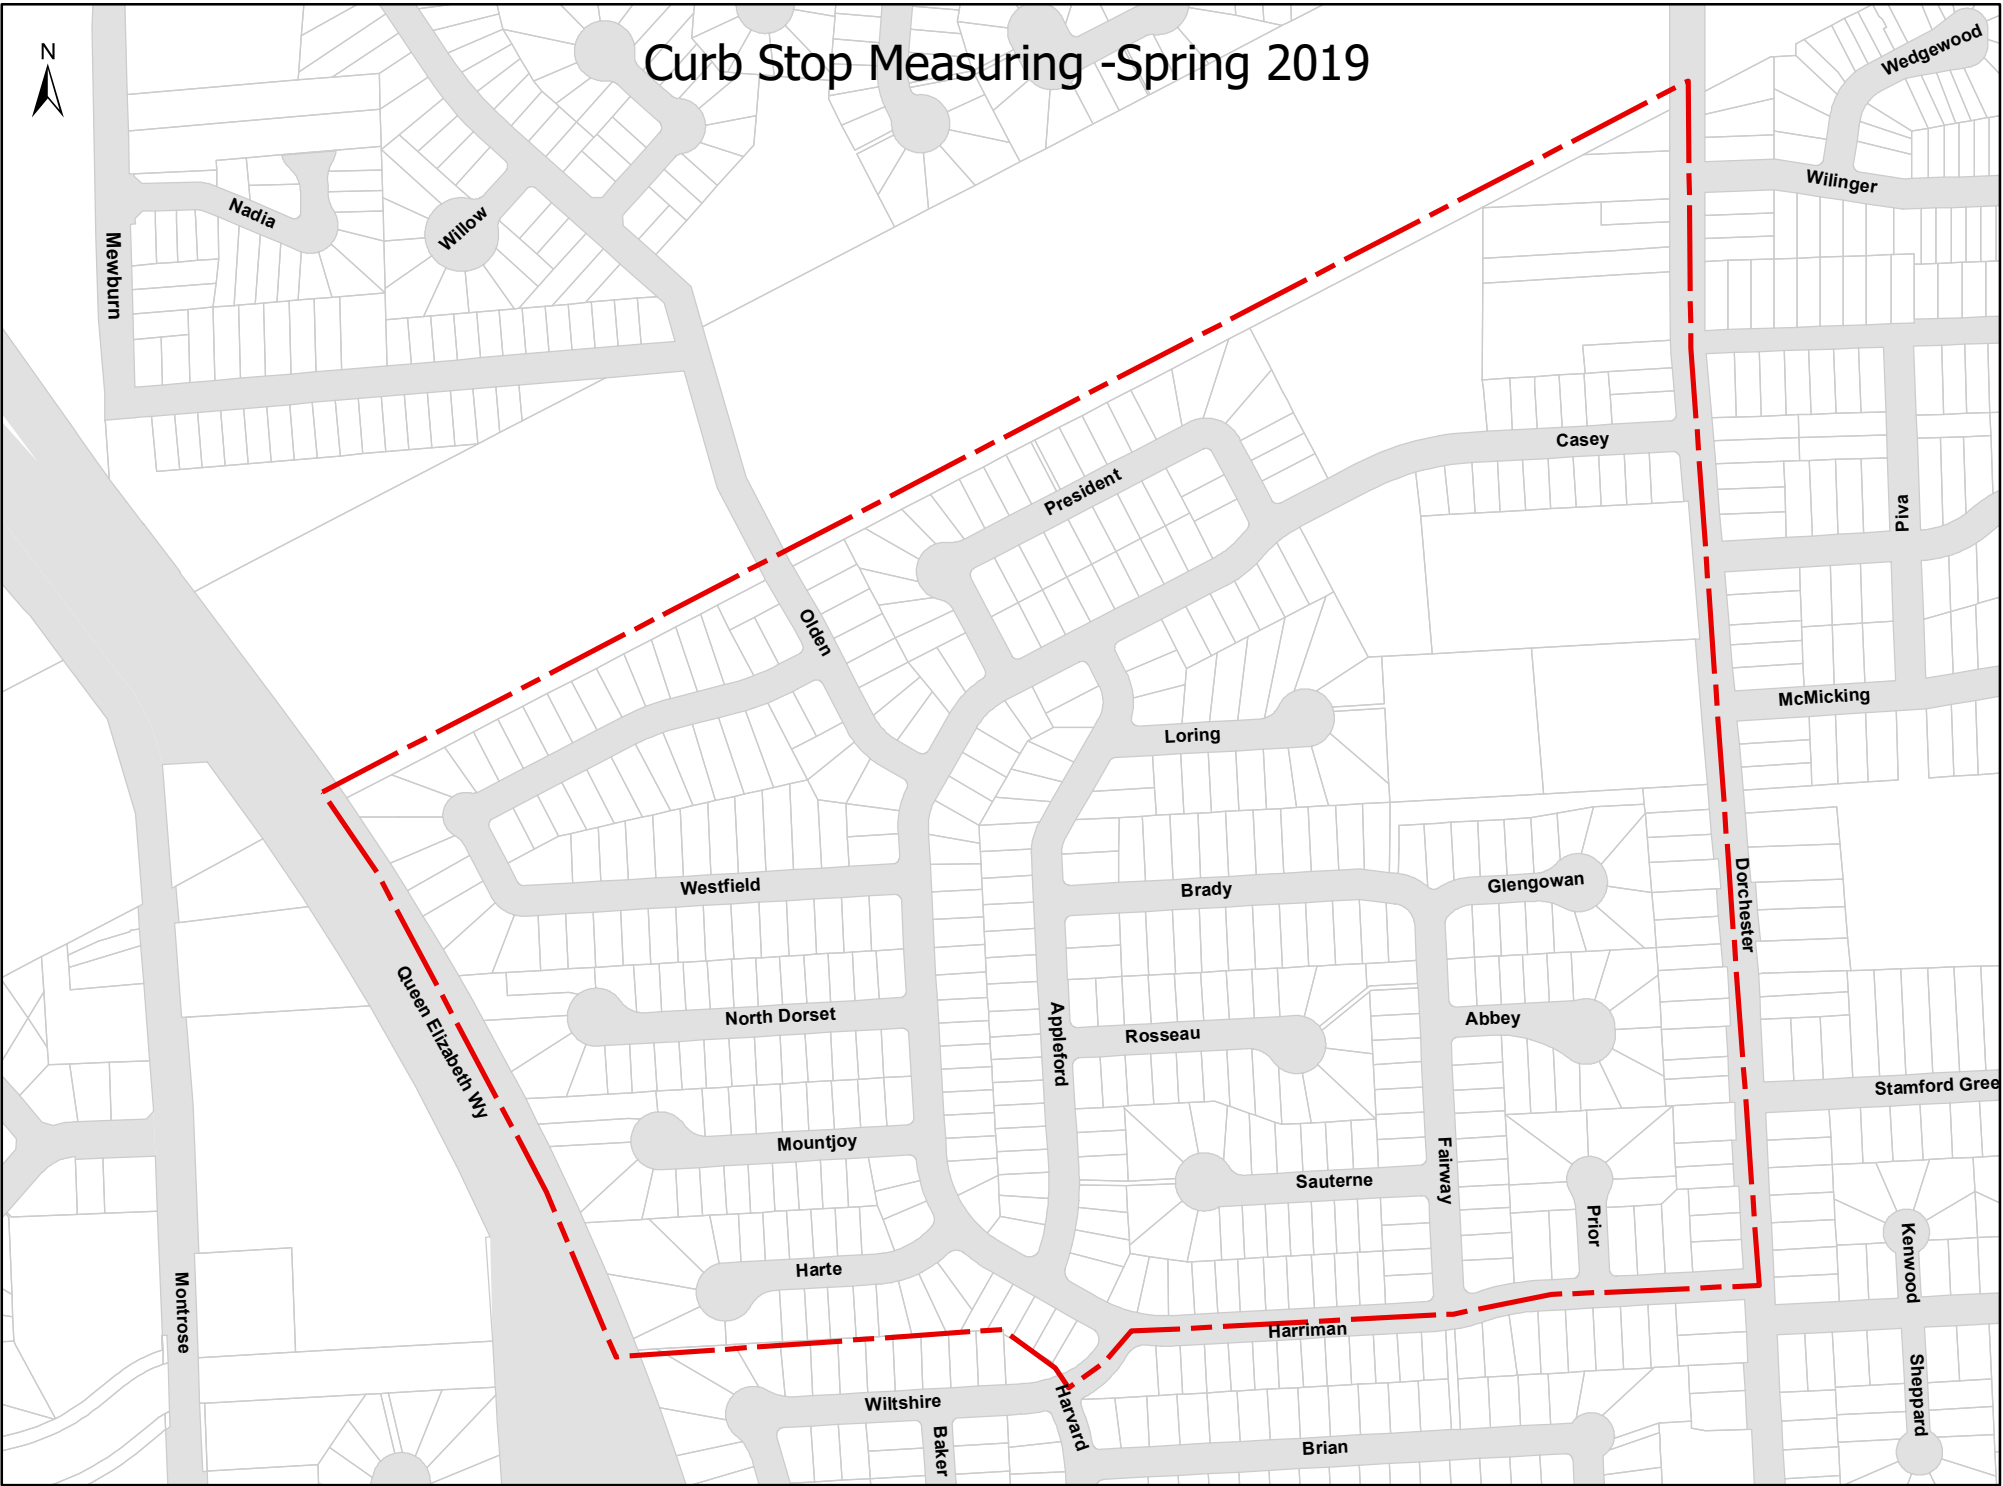 Curb Stop Measuring -Spring 2019
N
Wedgewood
Wilinger
Nadia
Willow
Mewburn
Casey
President
Piva
Olden
McMicking
Loring
Westfield
Brady
Glengowan
Dorchester
North Dorset
Rosseau
Abbey
Appleford
Queen Elizabeth Wy
Stamford Gree
Mountjoy
Sauterne
Fairway
Prior
Kenwood
Harte
Montrose
Harriman
Sheppard
Wiltshire
Harvard
Baker
Brian